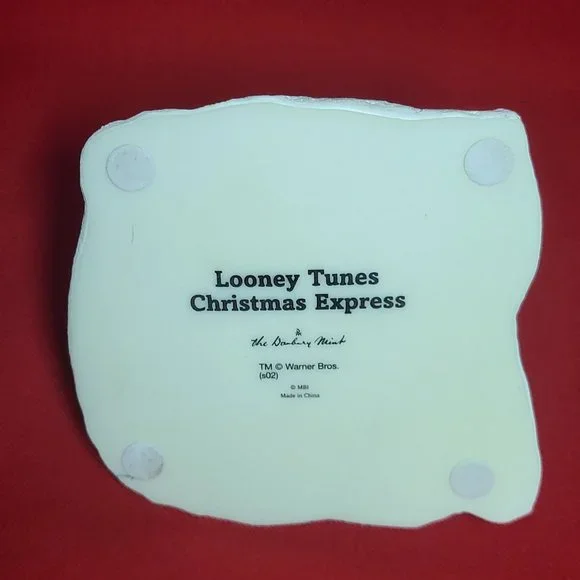 Looney Tunes
Christmas Express
the Danbury Mint
TM © Warner Bros.
(s02)
© MBI
Made in China